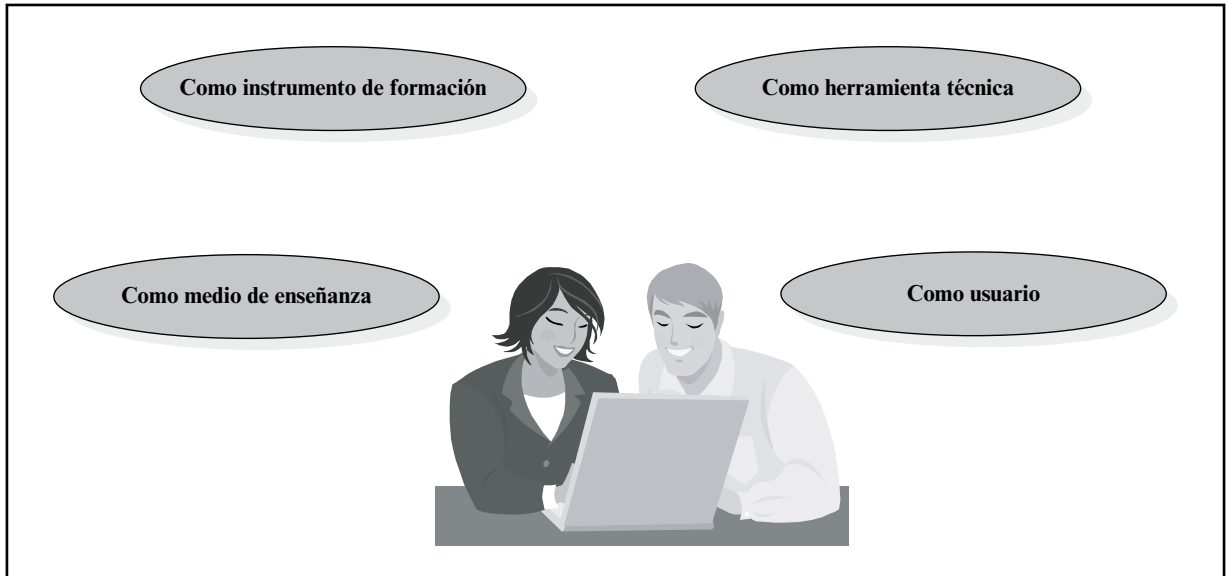 Como instrumento de formación
Como herramienta técnica
Como medio de enseñanza
Como usuario